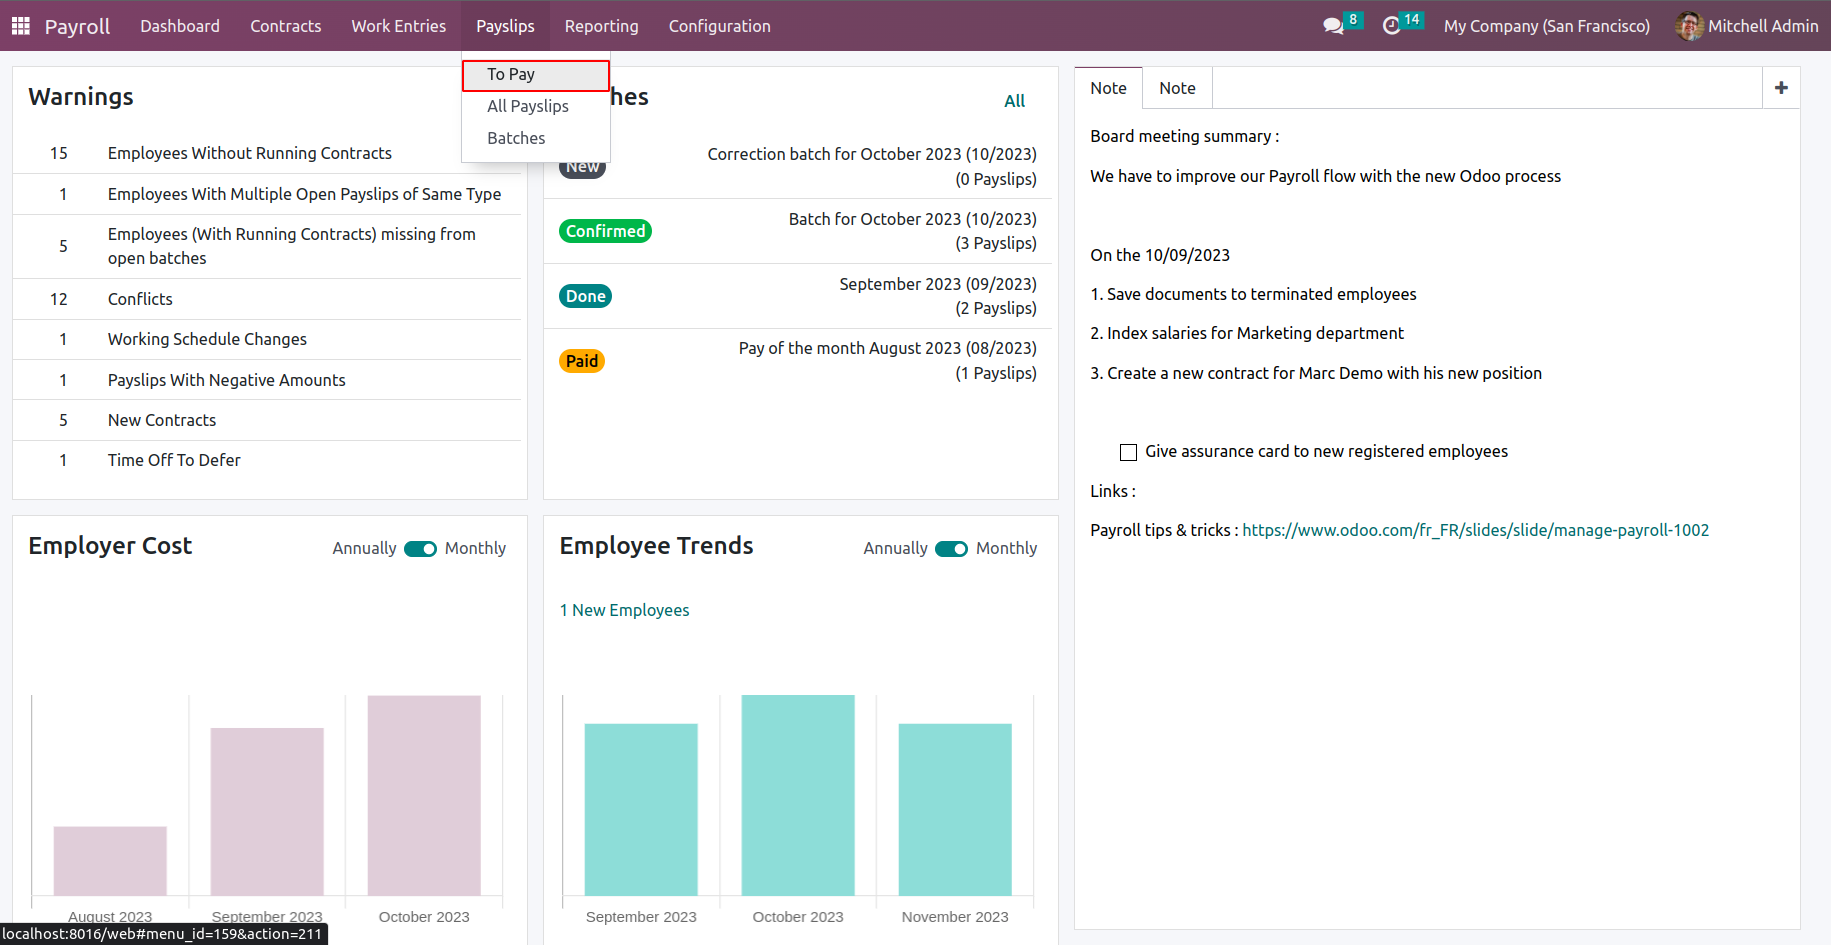 Payroll
Dashboard
Contracts
Work Entries
Payslips
Reporting
Configuration
8
14
My Company (San Francisco)
Mitchell Admin
To Pay
All Payslips
Batches
Warnings
15 Employees Without Running Contracts
1 Employees With Multiple Open Payslips of Same Type
5 Employees (With Running Contracts) missing from
open batches
12 Conflicts
1 Working Schedule Changes
1 Payslips With Negative Amounts
5 New Contracts
1 Time Off To Defer
hes
All
New
Correction batch for October 2023 (10/2023)
(0 Payslips)
Confirmed
Batch for October 2023 (10/2023)
(3 Payslips)
Done
September 2023 (09/2023)
(2 Payslips)
Paid
Pay of the month August 2023 (08/2023)
(1 Payslips)
Note
Note
+
Board meeting summary :
We have to improve our Payroll flow with the new Odoo process
On the 10/09/2023
1. Save documents to terminated employees
2. Index salaries for Marketing department
3. Create a new contract for Marc Demo with his new position
Give assurance card to new registered employees
Links :
Payroll tips & tricks : https://www.odoo.com/fr_FR/slides/slide/manage-payroll-1002
Employer Cost
Annually
Monthly
August 2023
September 2023
October 2023
Employee Trends
Annually
Monthly
1 New Employees
September 2023
October 2023
November 2023
localhost:8016/web#menu_id=159&action=211